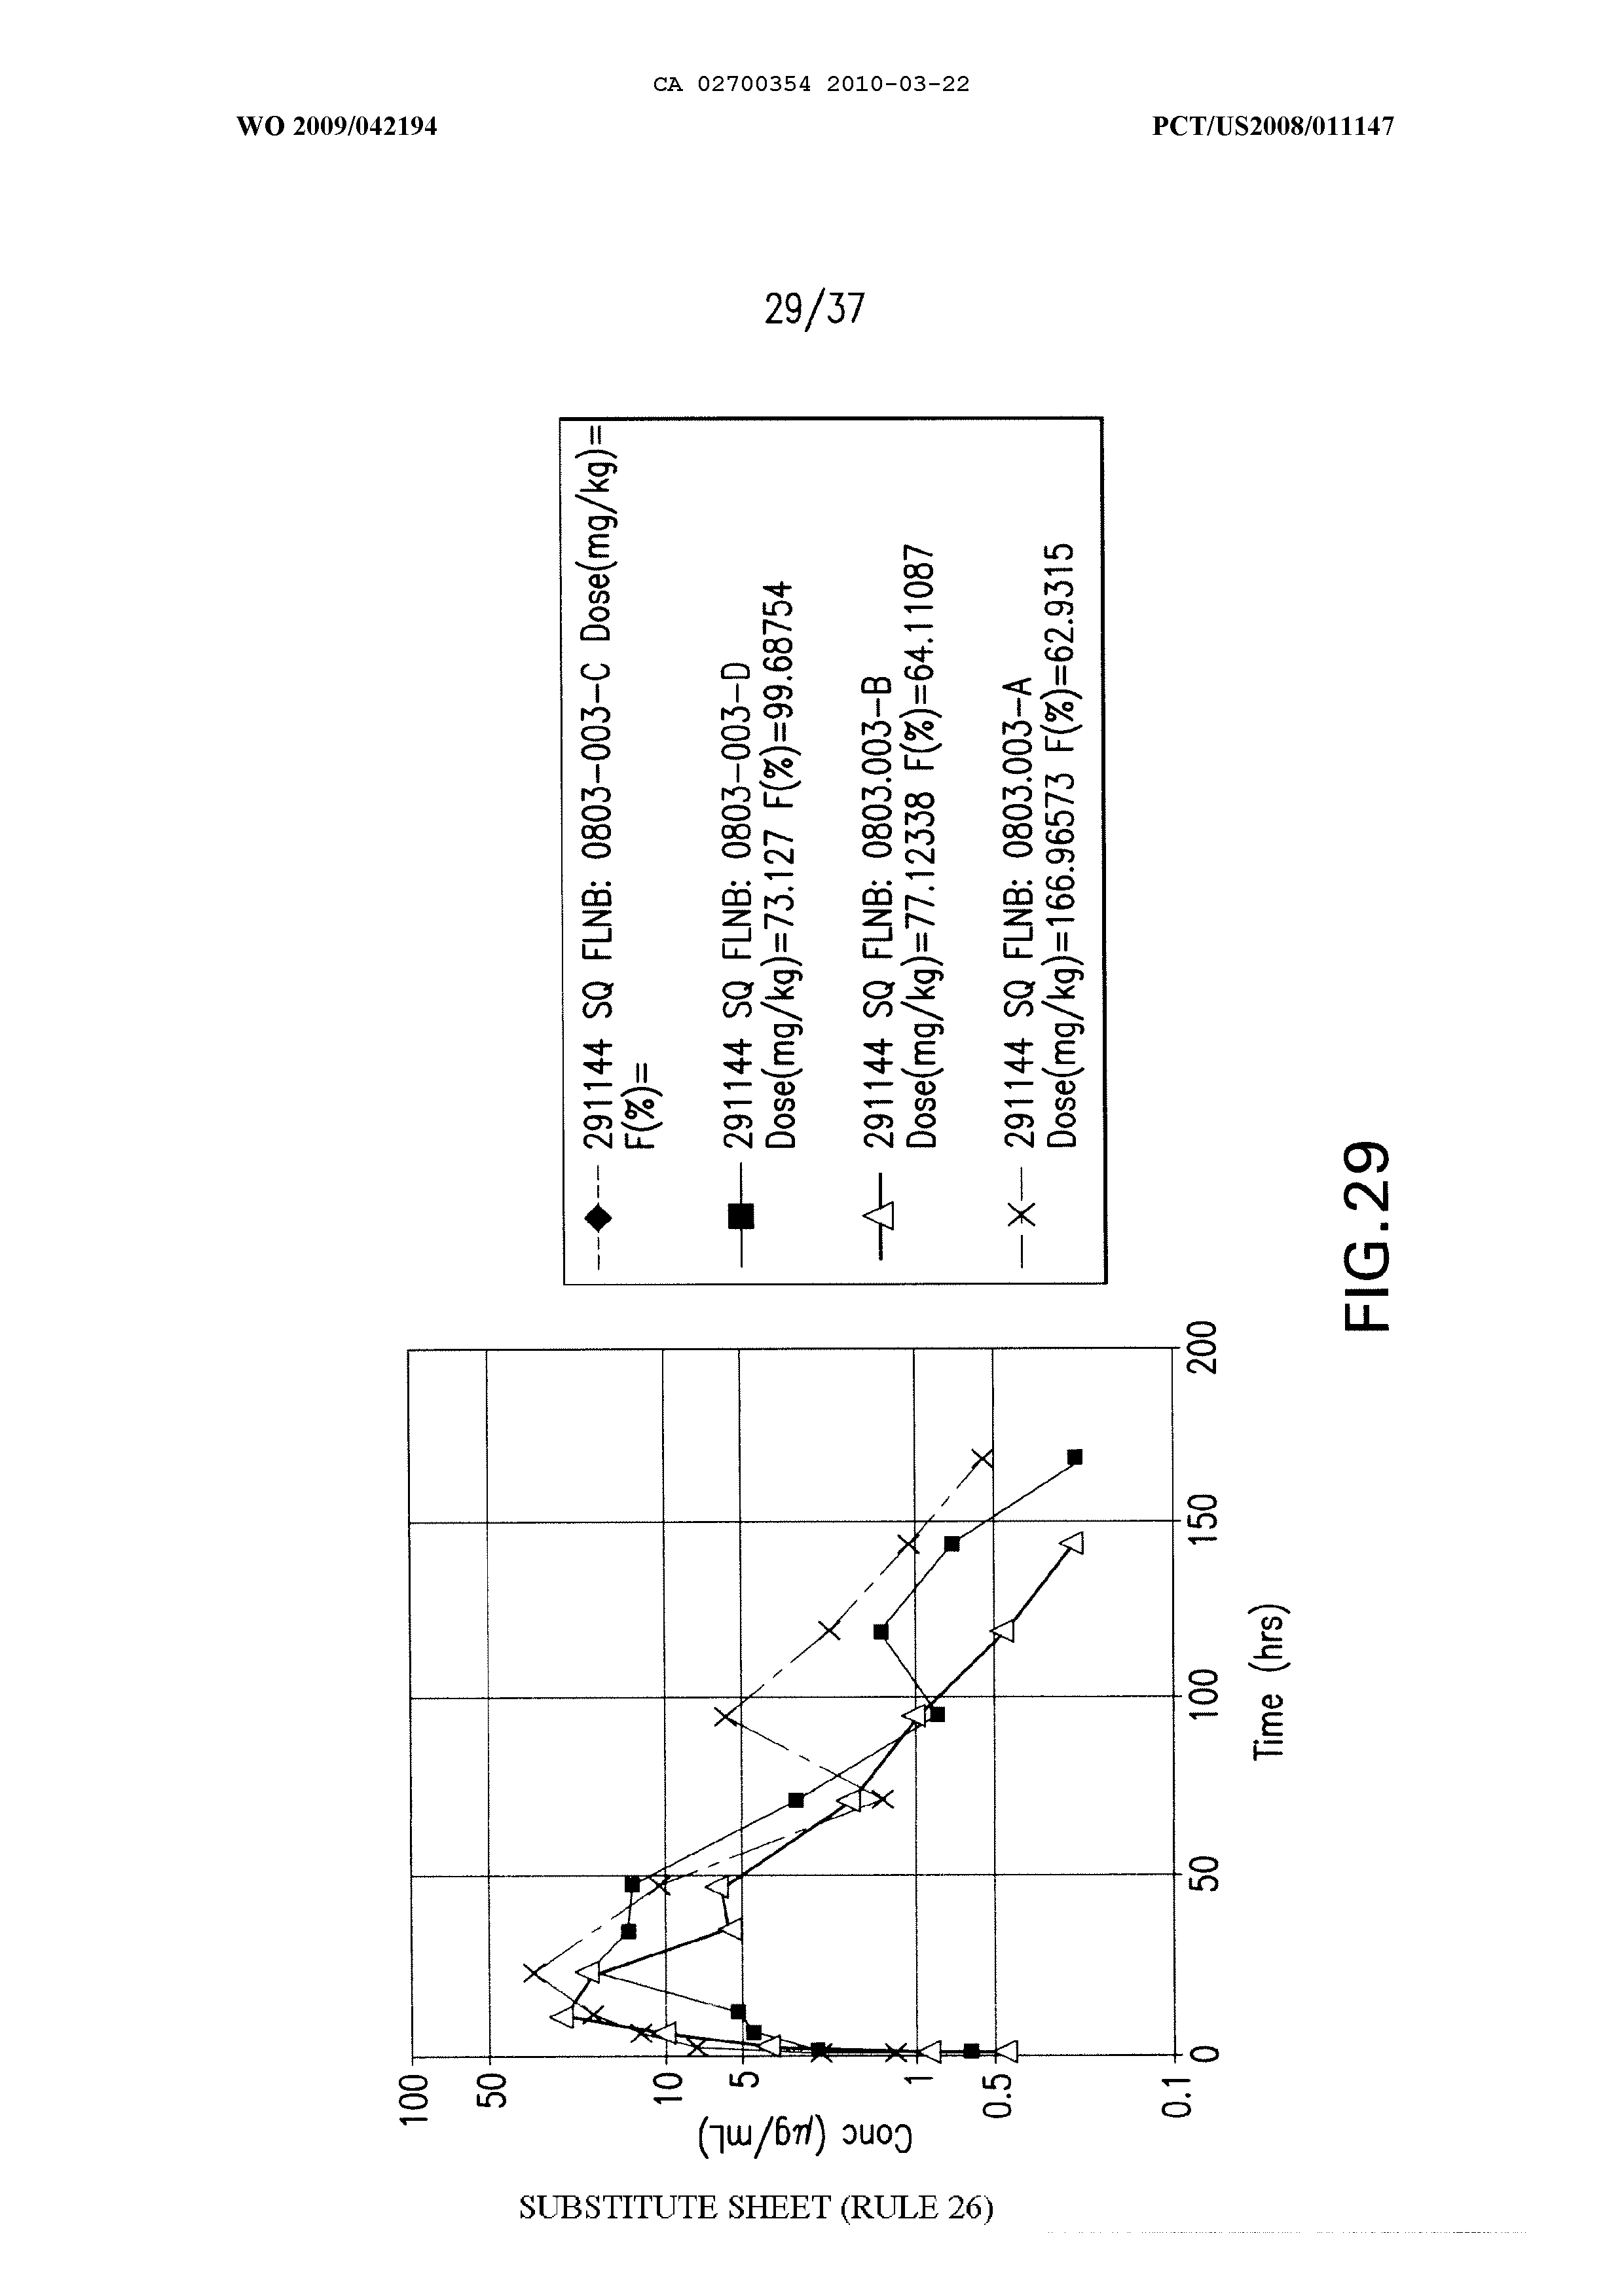 CA 02700354 2010-03-22
WO 2009/042194
PCT/US2008/011147
29/37
100
50
10
5
1
0.5
0.1
Conc (µg/mL)
0
50
100
150
200
Time (hrs)
291144 SQ FLNB: 0803-003-C Dose(mg/kg)=
F(%)=
291144 SQ FLNB: 0803-003-D
Dose(mg/kg)=73.127 F(%)=99.68754
291144 SQ FLNB: 0803.003-B
Dose(mg/kg)=77.12338 F(%)=64.11087
291144 SQ FLNB: 0803.003-A
Dose(mg/kg)=166.96573 F(%)=62.9315
FIG.29
SUBSTITUTE SHEET (RULE 26)